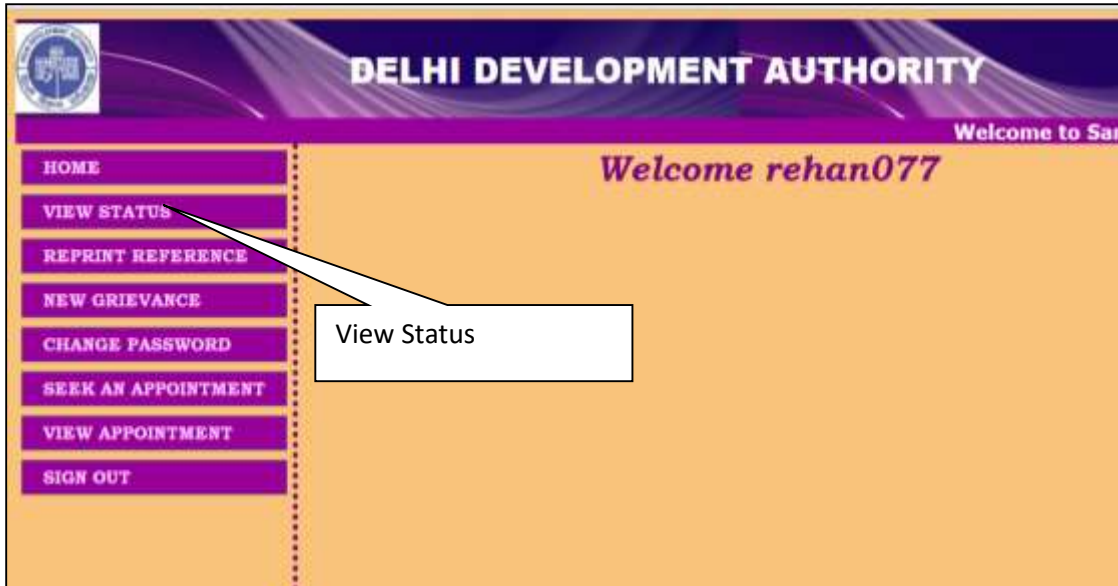 DELHI DEVELOPMENT AUTHORITY
Welcome to Sar
HOME
Welcome rehan077
VIEW STATUS
REPRINT REFERENCE
NEW GRIEVANCE
View Status
CHANGE PASSWORD
SEEK AN APPOINTMENT
VIEW APPOINTMENT
SIGN OUT